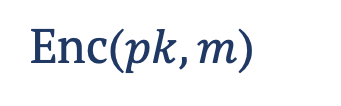 Enc(𝑝𝑘, 𝑚)